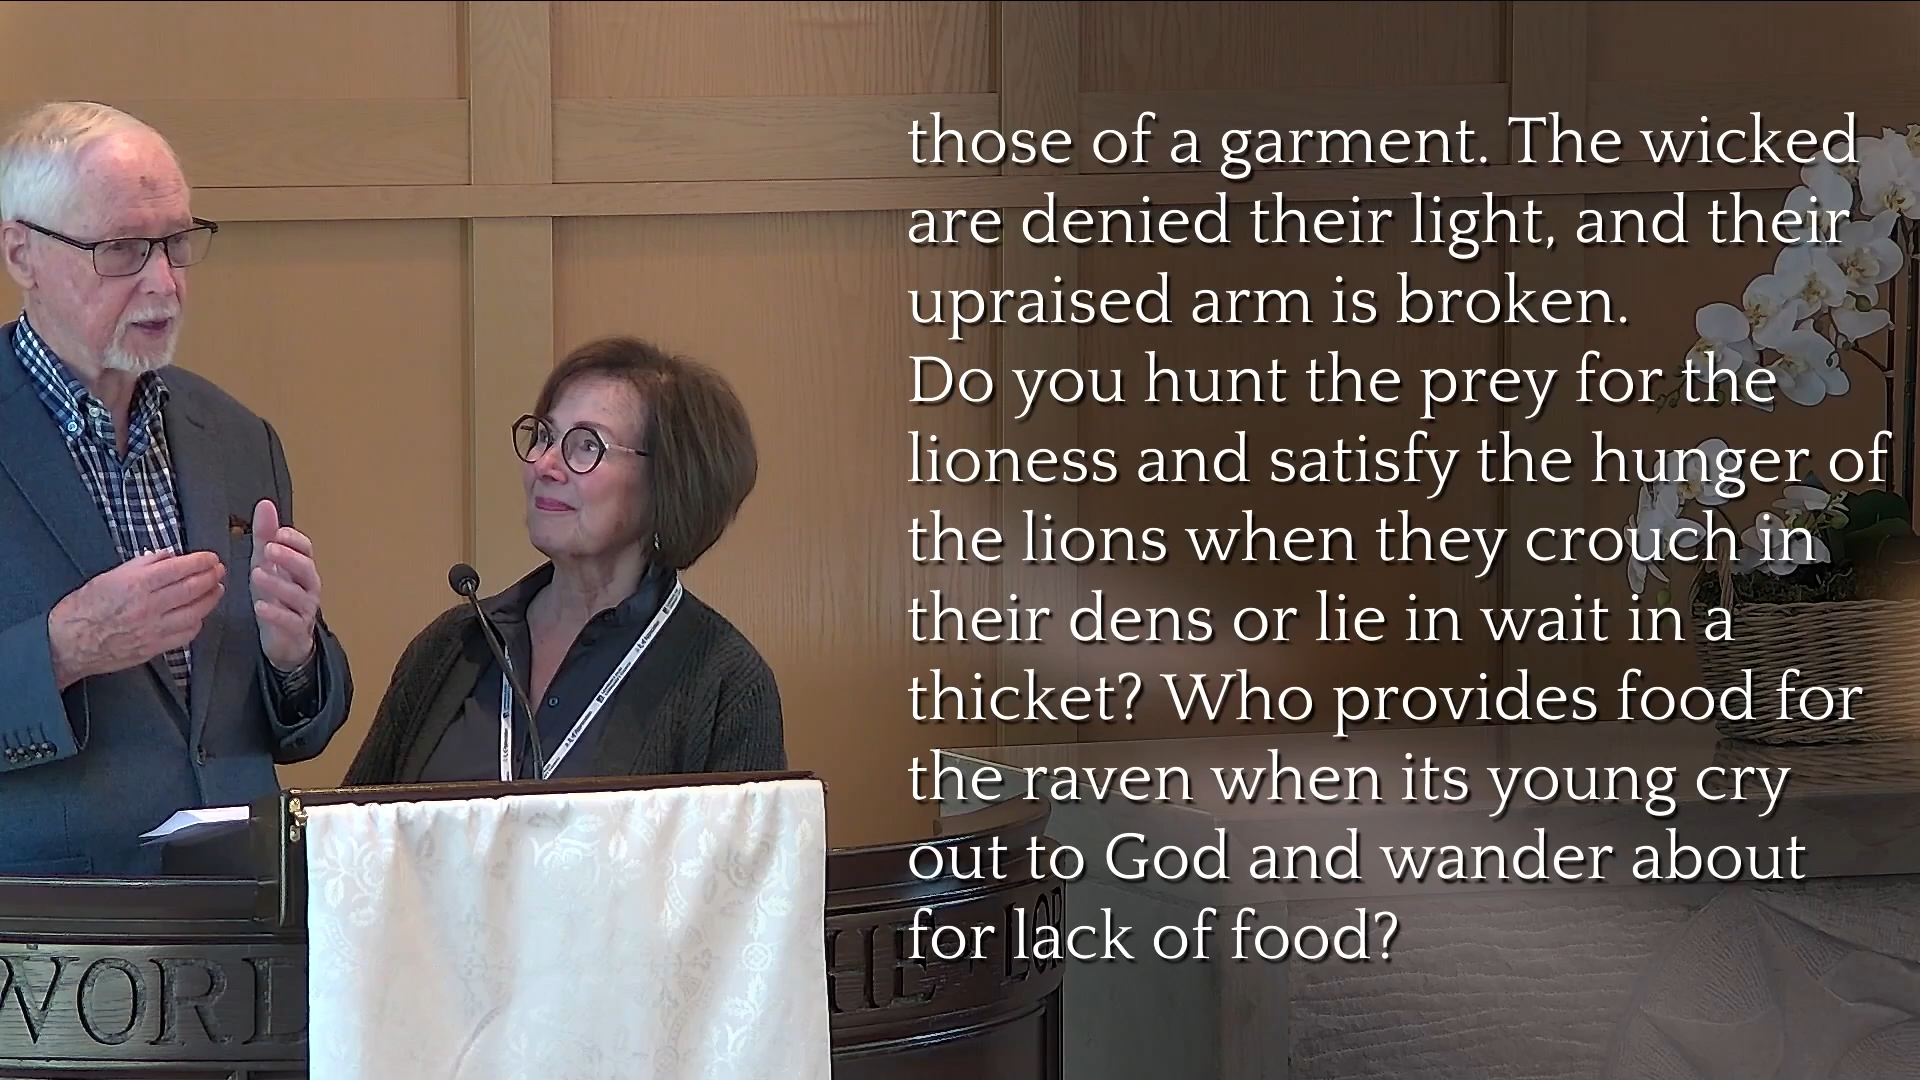 those of a garment. The wicked
are denied their light, and their
upraised arm is broken.
Do you hunt the prey for the
lioness and satisfy the hunger of
the lions when they crouch in
their dens or lie in wait in a
thicket? Who provides food for
the raven when its young cry
out to God and wander about
for lack of food?
WORD
THE LOR